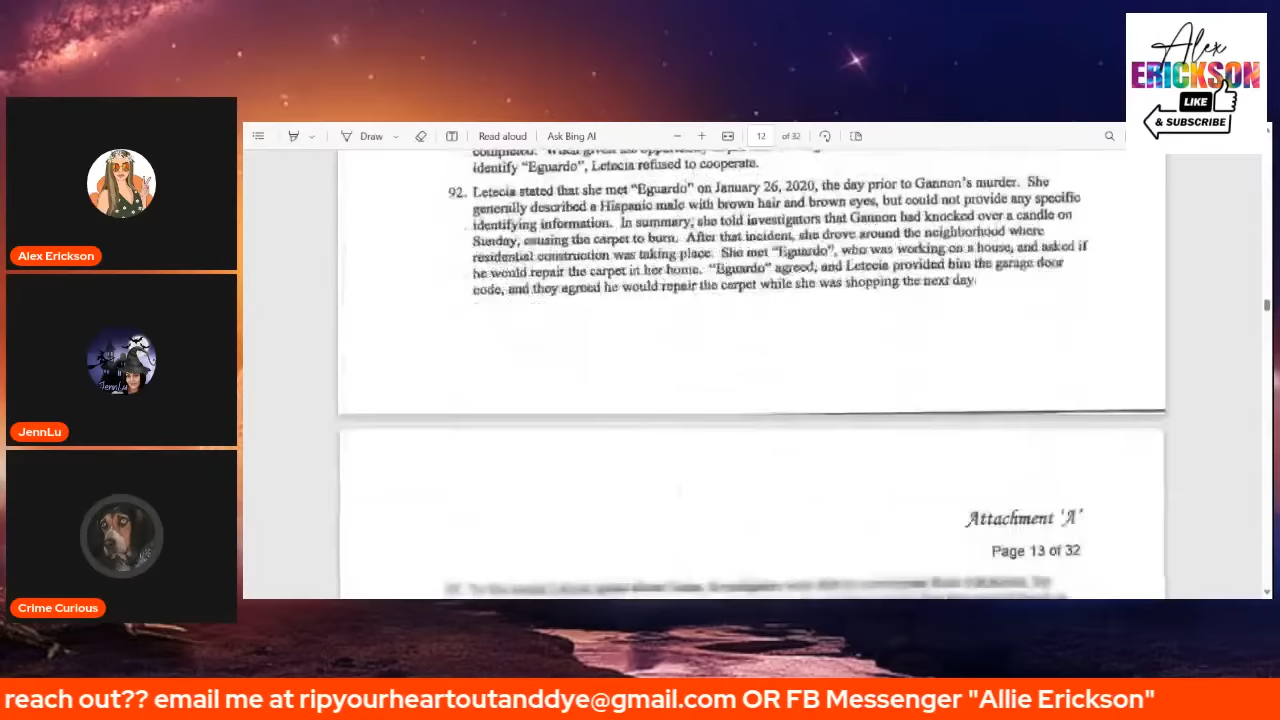 Alex
ERICKSON
LIKE
& SUBSCRIBE
Draw
Read aloud
Ask Bing AI
12
of 32
identify “Eguardo”, Letecia refused to cooperate.
92. Letecia stated that she met “Eguardo” on January 26, 2020, the day prior to Gannon’s murder. She
generally described a Hispanic male with brown hair and brown eyes, but could not provide any specific
identifying information. In summary, she told investigators that Gannon had knocked over a candle on
Sunday, causing the carpet to burn. After that incident, she drove around the neighborhood where
residential construction was taking place. She met “Eguardo”, who was working on a house, and asked if
he would repair the carpet in her home. “Eguardo” agreed, and Letecia provided him the garage door
code, and they agreed he would repair the carpet while she was shopping the next day.
Attachment ‘A’
Page 13 of 32
Alex Erickson
JennLu
JennLu
Crime Curious
reach out?? email me at ripyourheartoutanddye@gmail.com OR FB Messenger "Allie Erickson"